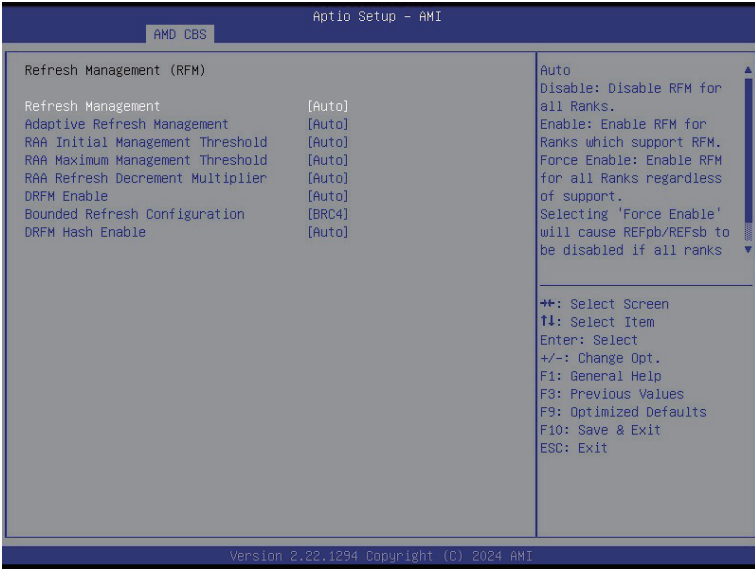 Aptio Setup - AMI
AMD CBS
Refresh Management (RFM)
Refresh Management [Auto]
Adaptive Refresh Management [Auto]
RAA Initial Management Threshold [Auto]
RAA Maximum Management Threshold [Auto]
RAA Refresh Decrement Multiplier [Auto]
DRFM Enable [Auto]
Bounded Refresh Configuration [BRC4]
DRFM Hash Enable [Auto]
Auto
Disable: Disable RFM for
all Ranks.
Enable: Enable RFM for
Ranks which support RFM.
Force Enable: Enable RFM
for all Ranks regardless
of support.
Selecting 'Force Enable'
will cause REFpb/REFsb to
be disabled if all ranks
→←: Select Screen
↑↓: Select Item
Enter: Select
+/-: Change Opt.
F1: General Help
F3: Previous Values
F9: Optimized Defaults
F10: Save & Exit
ESC: Exit
Version 2.22.1294 Copyright (C) 2024 AMI